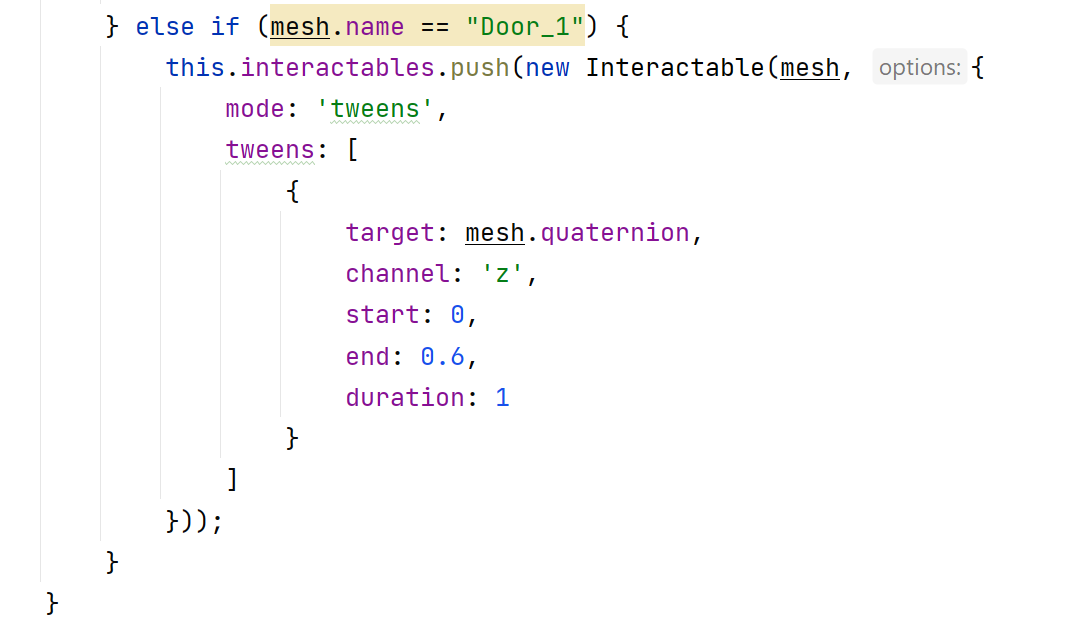 } else if (mesh.name == "Door_1") {
this.interactables.push(new Interactable(mesh, options: {
mode: 'tweens',
tweens: [
{
target: mesh.quaternion,
channel: 'z',
start: 0,
end: 0.6,
duration: 1
}
]
}));
}
}